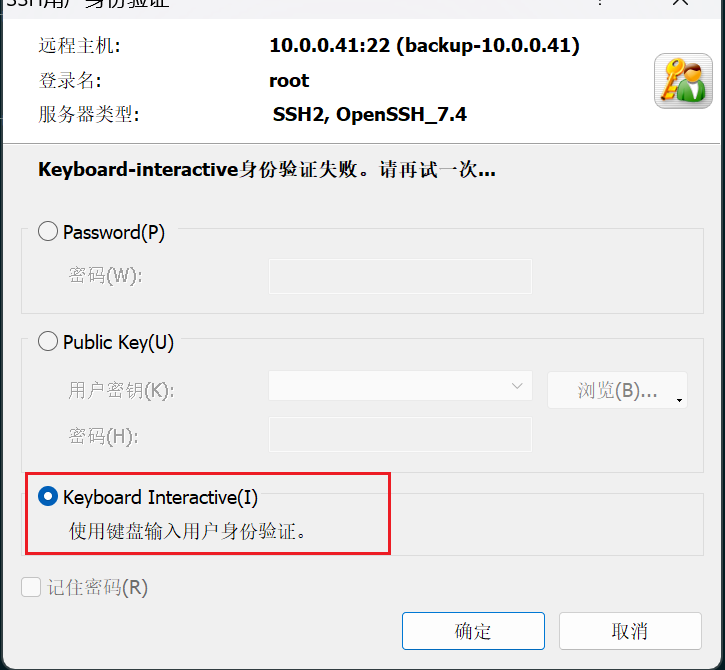 SSH用户身份验证
远程主机: 10.0.0.41:22 (backup-10.0.0.41)
登录名: root
服务器类型: SSH2, OpenSSH_7.4
Keyboard-interactive身份验证失败。请再试一次...
Password(P)
密码(W):
Public Key(U)
用户密钥(K): 浏览(B)...
密码(H):
Keyboard Interactive(I)
使用键盘输入用户身份验证。
记住密码(R)
确定 取消